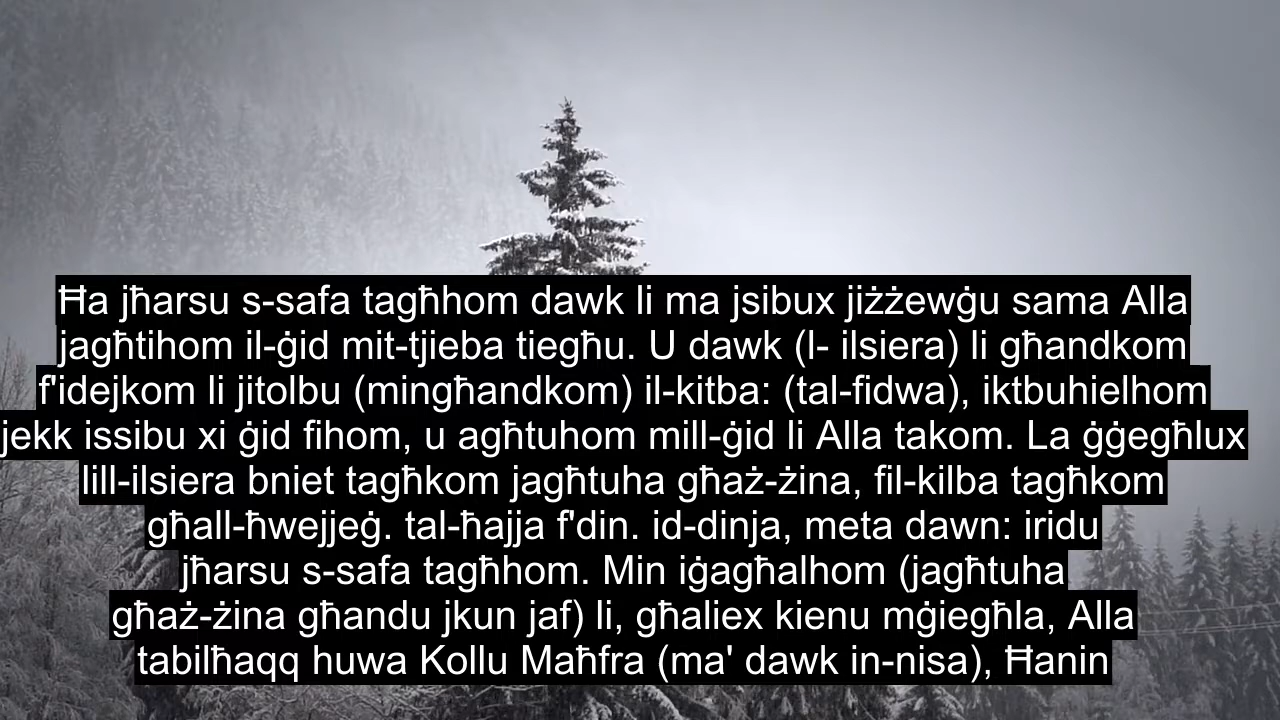 Ħa jħarsu s-safa tagħhom dawk li ma jsibux jiżżewġu sama Alla
jagħtihom il-ġid mit-tjieba tiegħu. U dawk (l- ilsiera) li għandkom
f'idejkom li jitolbu (mingħandkom) il-kitba: (tal-fidwa), iktbuhielhom
jekk issibu xi ġid fihom, u agħtuhom mill-ġid li Alla takom. La ġġegħlux
lill-ilsiera bniet tagħkom jagħtuha għaż-żina, fil-kilba tagħkom
għall-ħwejjeġ. tal-ħajja f'din. id-dinja, meta dawn: iridu
jħarsu s-safa tagħhom. Min iġagħalhom (jagħtuha
għaż-żina għandu jkun jaf) li, għaliex kienu mġiegħla, Alla
tabilħaqq huwa Kollu Maħfra (ma' dawk in-nisa), Ħanin